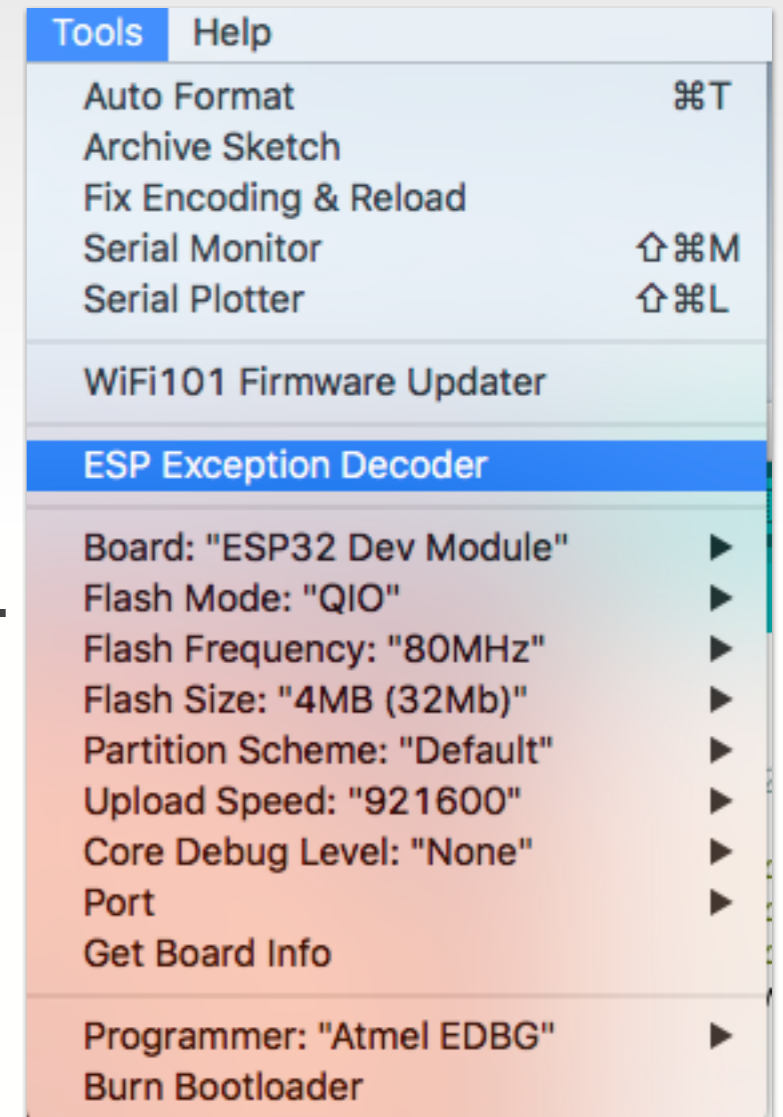 Tools Help
Auto Format ⌘T
Archive Sketch
Fix Encoding & Reload
Serial Monitor ⇧⌘M
Serial Plotter ⇧⌘L
WiFi101 Firmware Updater
ESP Exception Decoder
Board: "ESP32 Dev Module"
Flash Mode: "QIO"
Flash Frequency: "80MHz"
Flash Size: "4MB (32Mb)"
Partition Scheme: "Default"
Upload Speed: "921600"
Core Debug Level: "None"
Port
Get Board Info
Programmer: "Atmel EDBG"
Burn Bootloader